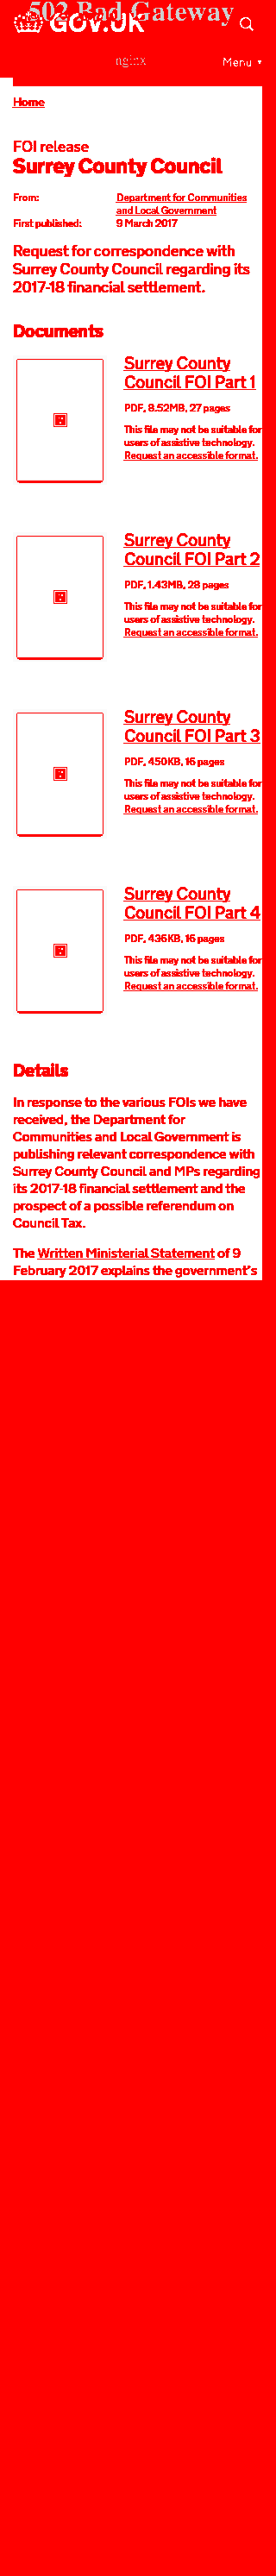 502 Bad Gateway
GOV.UK
nginx
Menu
Home
FOI release
Surrey County Council
From: Department for Communities
and Local Government
First published: 9 March 2017
Request for correspondence with
Surrey County Council regarding its
2017-18 financial settlement.
Documents
Surrey County
Council FOI Part 1
PDF, 8.52MB, 27 pages
This file may not be suitable for
users of assistive technology.
Request an accessible format.
Surrey County
Council FOI Part 2
PDF, 1.43MB, 28 pages
This file may not be suitable for
users of assistive technology.
Request an accessible format.
Surrey County
Council FOI Part 3
PDF, 450KB, 16 pages
This file may not be suitable for
users of assistive technology.
Request an accessible format.
Surrey County
Council FOI Part 4
PDF, 436KB, 16 pages
This file may not be suitable for
users of assistive technology.
Request an accessible format.
Details
In response to the various FOIs we have
received, the Department for
Communities and Local Government is
publishing relevant correspondence with
Surrey County Council and MPs regarding
its 2017-18 financial settlement and the
prospect of a possible referendum on
Council Tax.
The Written Ministerial Statement of 9
February 2017 explains the government's